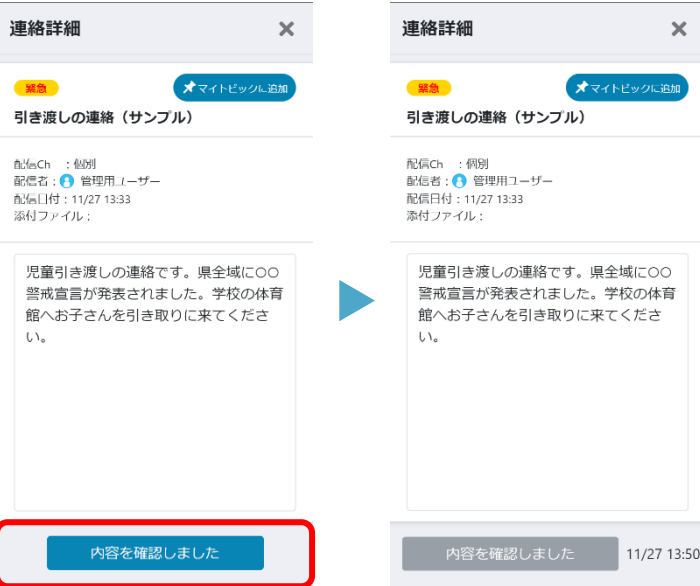 連絡詳細 ×
緊急
マイトピックに追加
引き渡しの連絡（サンプル）
配信Ch ：個別
配信者： 管理用ユーザー
配信日付：11/27 13:33
添付ファイル：
児童引き渡しの連絡です。県全域に○○
警戒宣言が発表されました。学校の体育
館へお子さんを引き取りに来てくださ
い。
内容を確認しました
連絡詳細 ×
緊急
マイトピックに追加
引き渡しの連絡（サンプル）
配信Ch ：個別
配信者： 管理用ユーザー
配信日付：11/27 13:33
添付ファイル：
児童引き渡しの連絡です。県全域に○○
警戒宣言が発表されました。学校の体育
館へお子さんを引き取りに来てくださ
い。
内容を確認しました 11/27 13:50